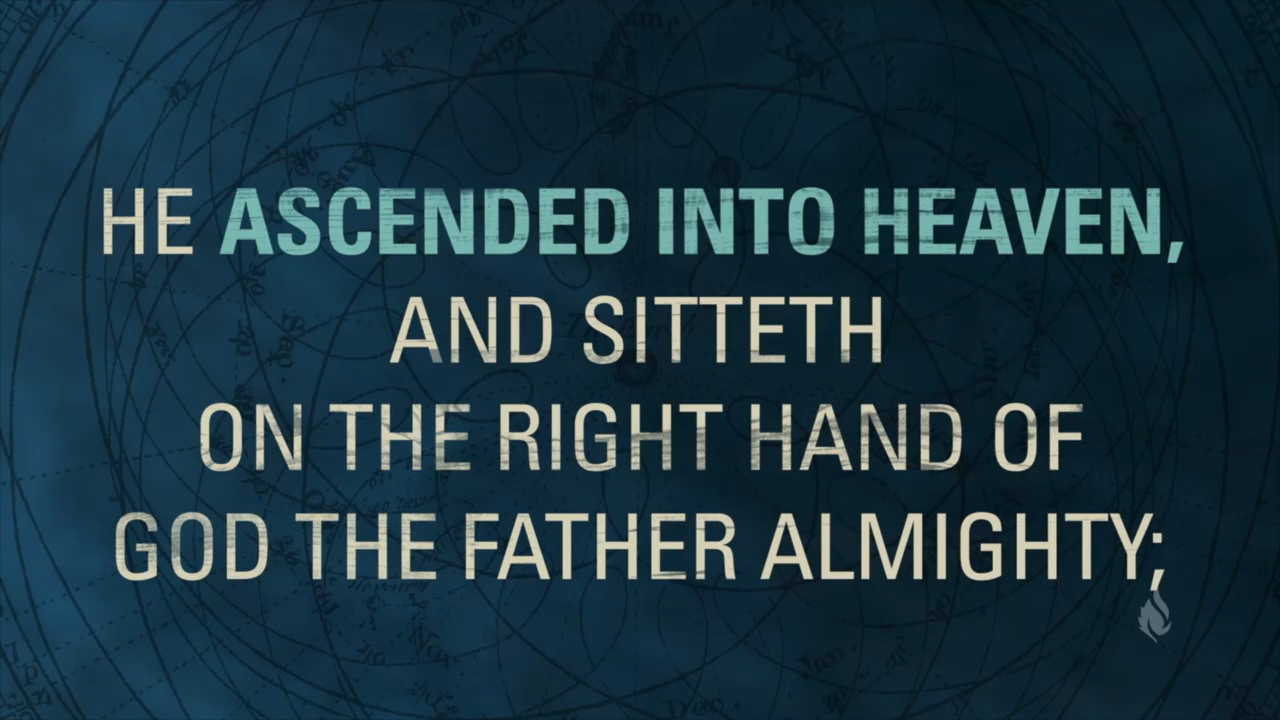 HE ASCENDED INTO HEAVEN,
AND SITTETH
ON THE RIGHT HAND OF
GOD THE FATHER ALMIGHTY;